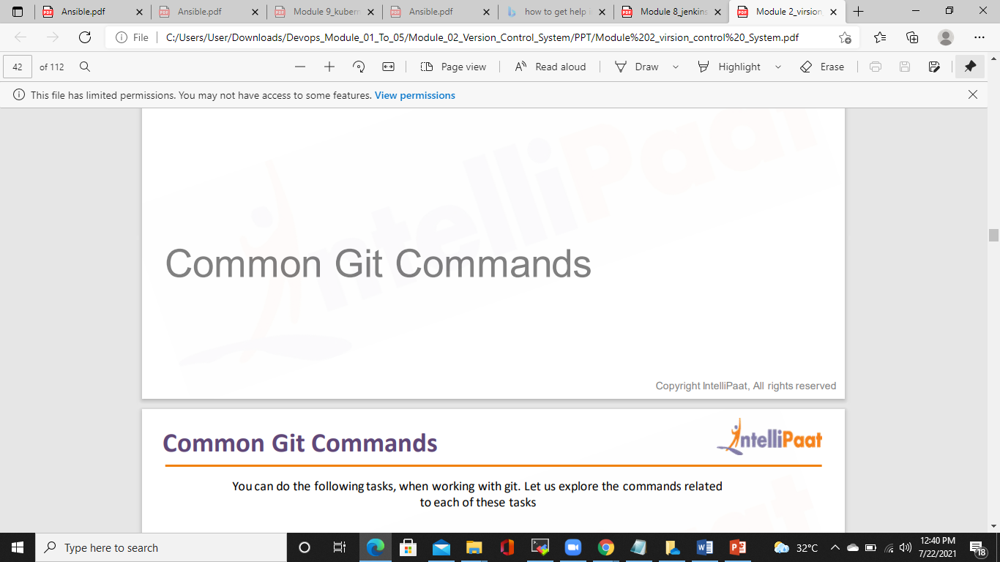 Ansible.pdf
Ansible.pdf
Module 9_kubern
Ansible.pdf
how to get help i
Module 8_jenkins
Module 2_virsion
File
C:/Users/User/Downloads/Devops_Module_01_To_05/Module_02_Version_Control_System/PPT/Module%202_virsion_control%20_System.pdf
42 of 112
Page view
Read aloud
Draw
Highlight
Erase
This file has limited permissions. You may not have access to some features. View permissions
IntelliPaat
Common Git Commands
Copyright IntelliPaat, All rights reserved
Common Git Commands
IntelliPaat
You can do the following tasks, when working with git. Let us explore the commands related
to each of these tasks
Type here to search
32°C
12:40 PM
7/22/2021
18